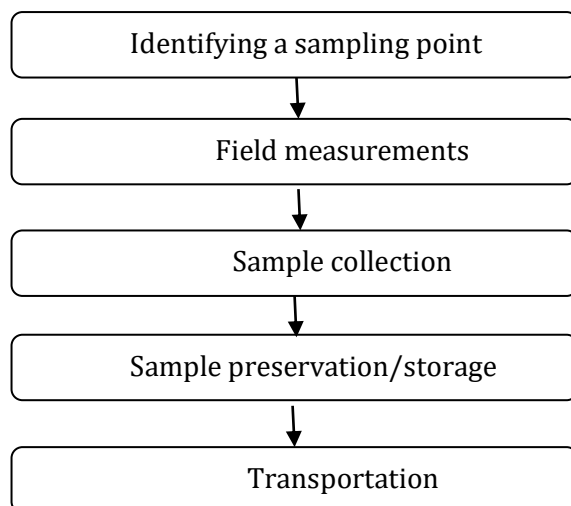 Identifying a sampling point
Field measurements
Sample collection
Sample preservation/storage
Transportation